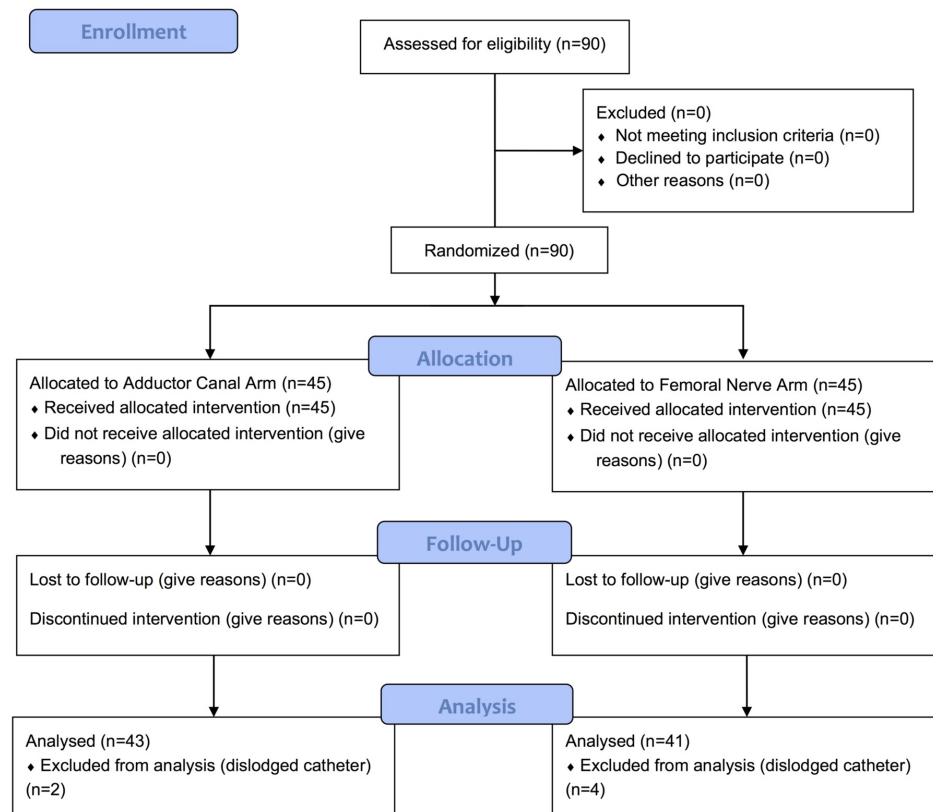 Enrollment
Assessed for eligibility (n=90)
Excluded (n=0)
♦ Not meeting inclusion criteria (n=0)
♦ Declined to participate (n=0)
♦ Other reasons (n=0)
Randomized (n=90)
Allocation
Allocated to Adductor Canal Arm (n=45)
♦ Received allocated intervention (n=45)
♦ Did not receive allocated intervention (give
reasons) (n=0)
Allocated to Femoral Nerve Arm (n=45)
♦ Received allocated intervention (n=45)
♦ Did not receive allocated intervention (give
reasons) (n=0)
Follow-Up
Lost to follow-up (give reasons) (n=0)
Discontinued intervention (give reasons) (n=0)
Lost to follow-up (give reasons) (n=0)
Discontinued intervention (give reasons) (n=0)
Analysis
Analysed (n=43)
♦ Excluded from analysis (dislodged catheter)
(n=2)
Analysed (n=41)
♦ Excluded from analysis (dislodged catheter)
(n=4)